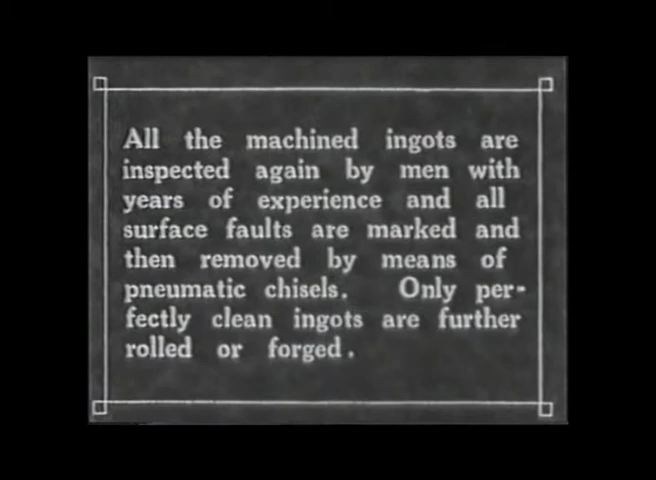 All the machined ingots are
inspected again by men with
years of experience and all
surface faults are marked and
then removed by means of
pneumatic chisels. Only per-
fectly clean ingots are further
rolled or forged.